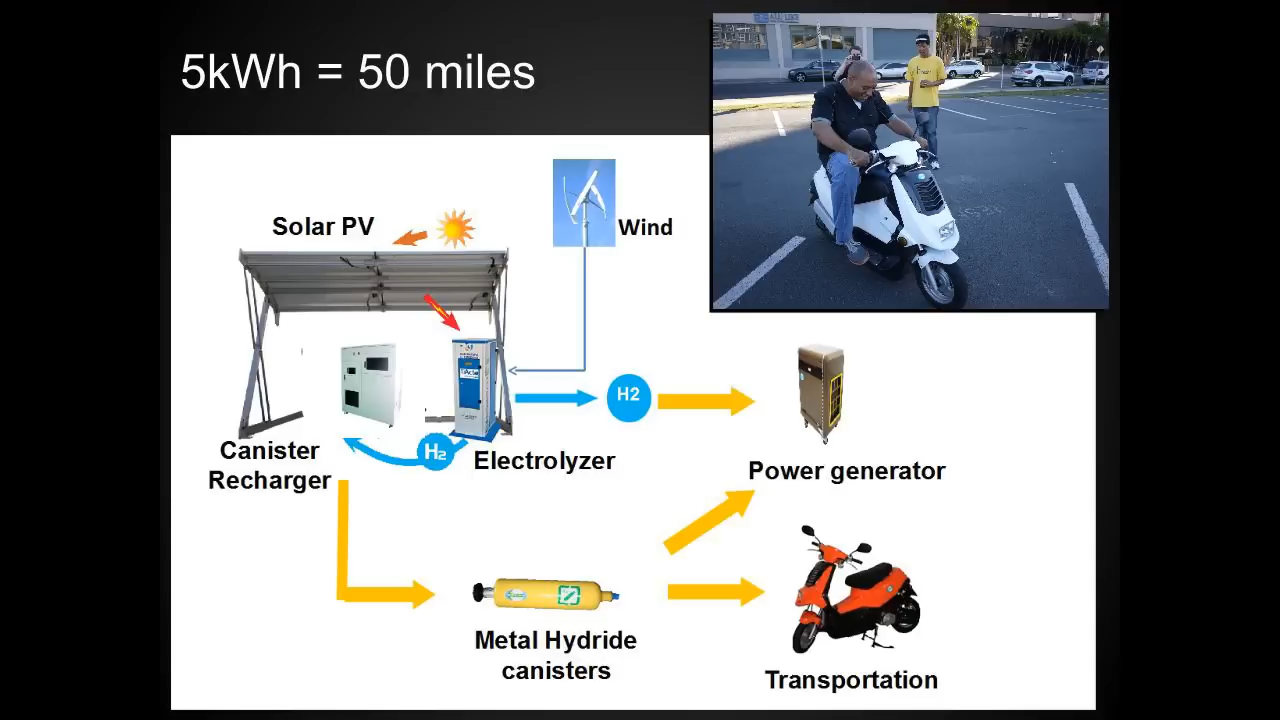 5kWh = 50 miles
Solar PV
Wind
H2
H₂
Canister
Recharger
Electrolyzer
Power generator
Metal Hydride
canisters
Transportation